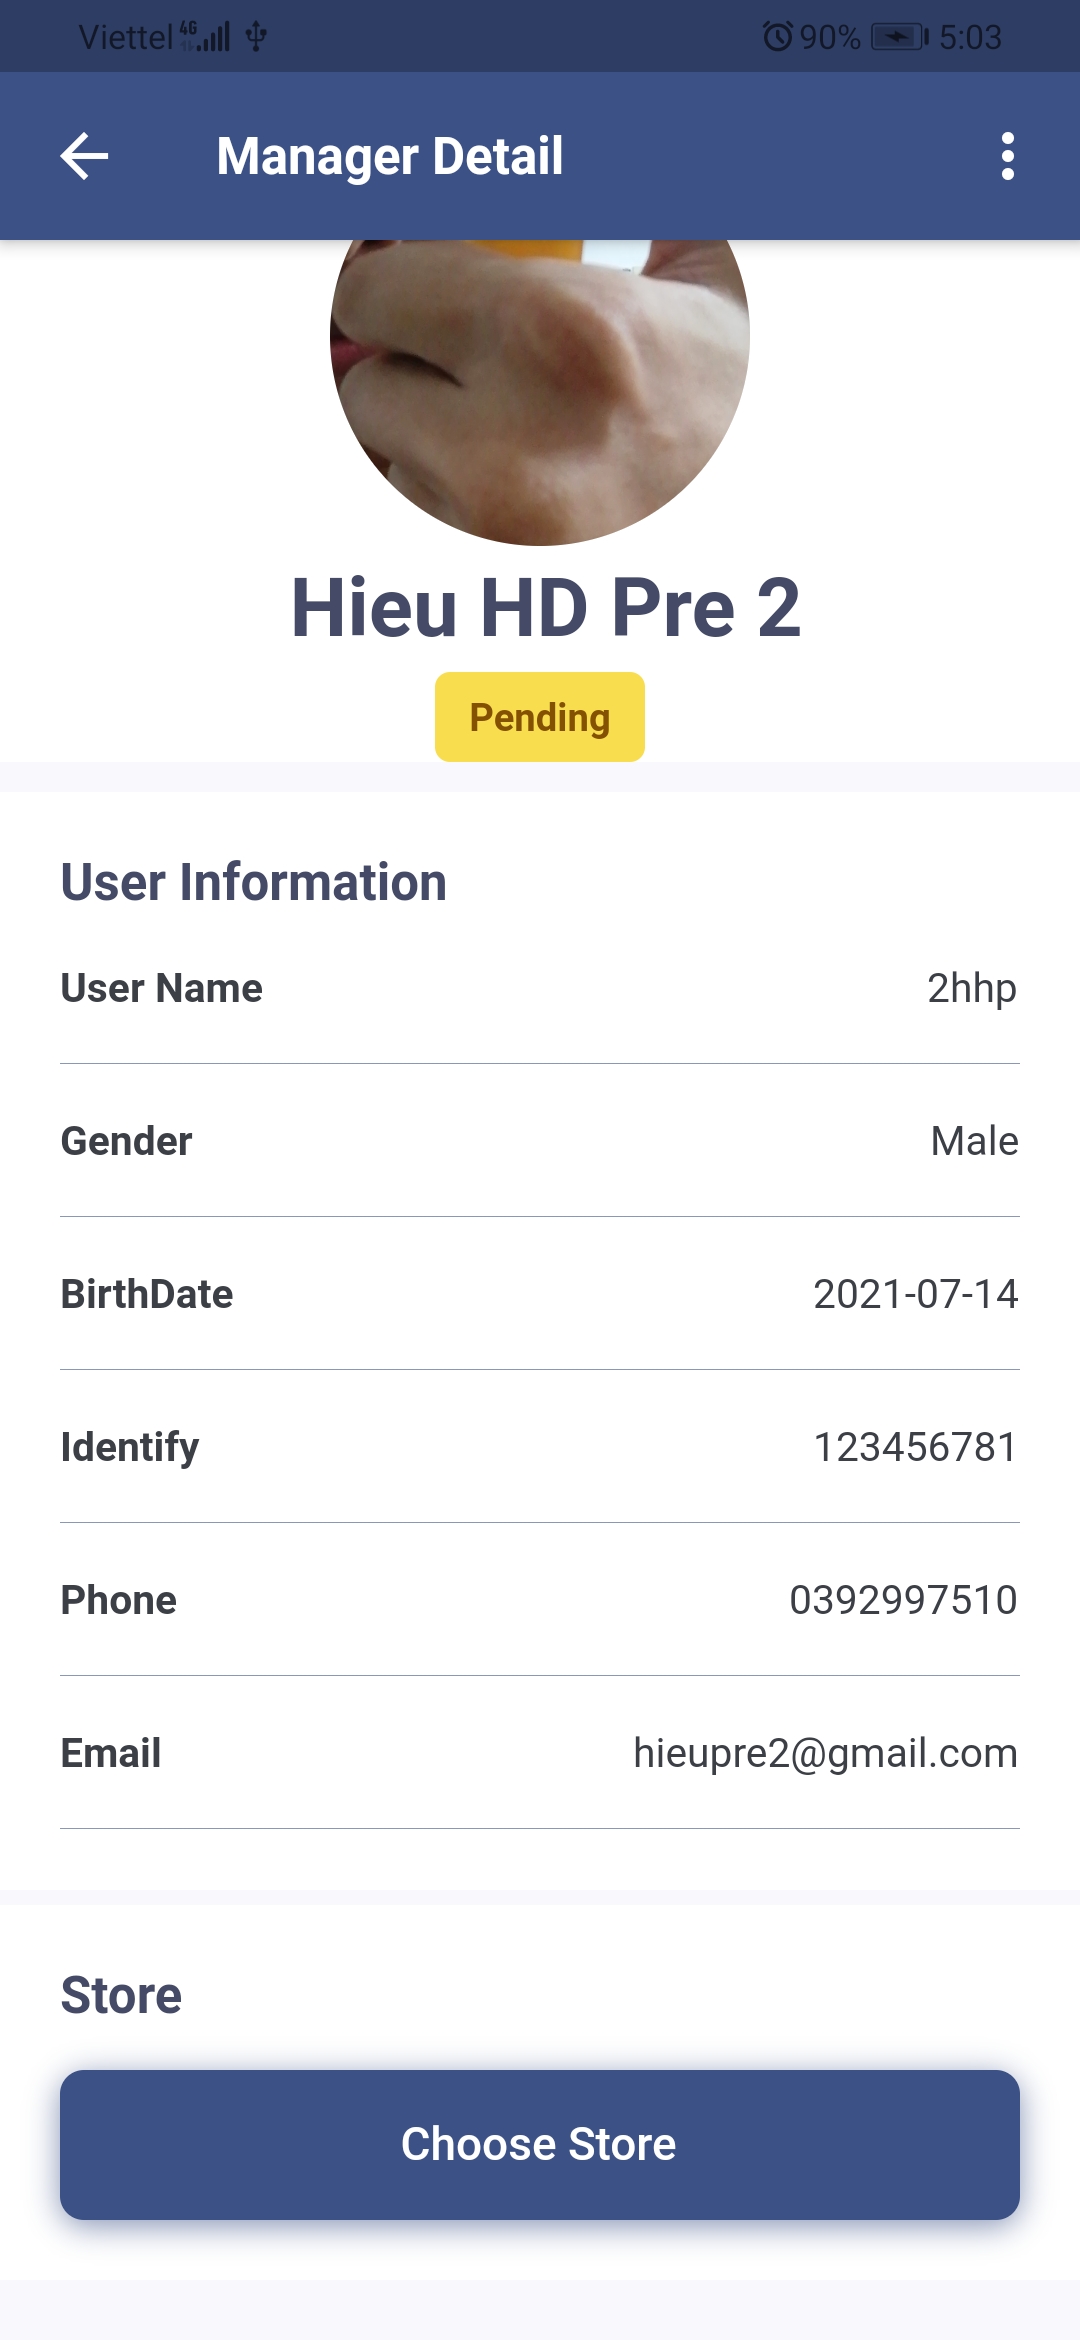 Viettel 4G 90% 5:03
Manager Detail
Hieu HD Pre 2
Pending
User Information
User Name 2hhp
Gender Male
BirthDate 2021-07-14
Identify 123456781
Phone 0392997510
Email hieupre2@gmail.com
Store
Choose Store